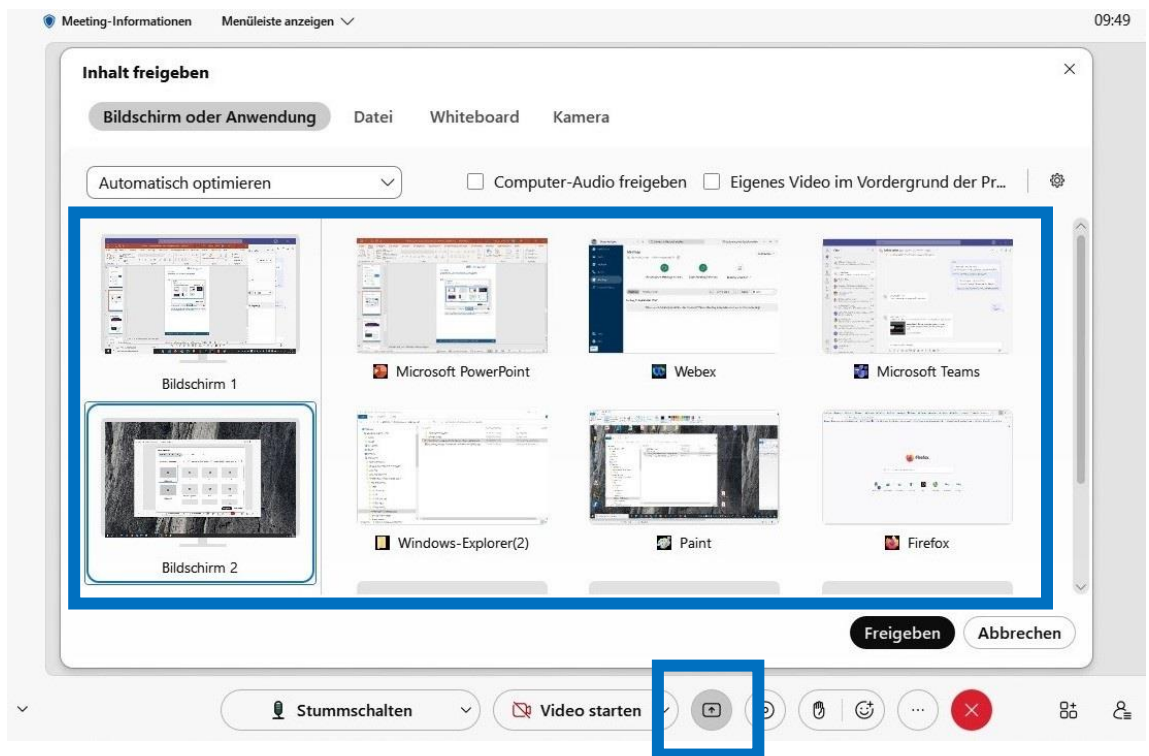 Meeting-Informationen Menüleiste anzeigen 09:49
Inhalt freigeben
Bildschirm oder Anwendung Datei Whiteboard Kamera
Automatisch optimieren Computer-Audio freigeben Eigenes Video im Vordergrund der Pr...
Bildschirm 1
Microsoft PowerPoint Webex Microsoft Teams
Bildschirm 2
Windows-Explorer(2) Paint Firefox
Freigeben Abbrechen
Stummschalten Video starten